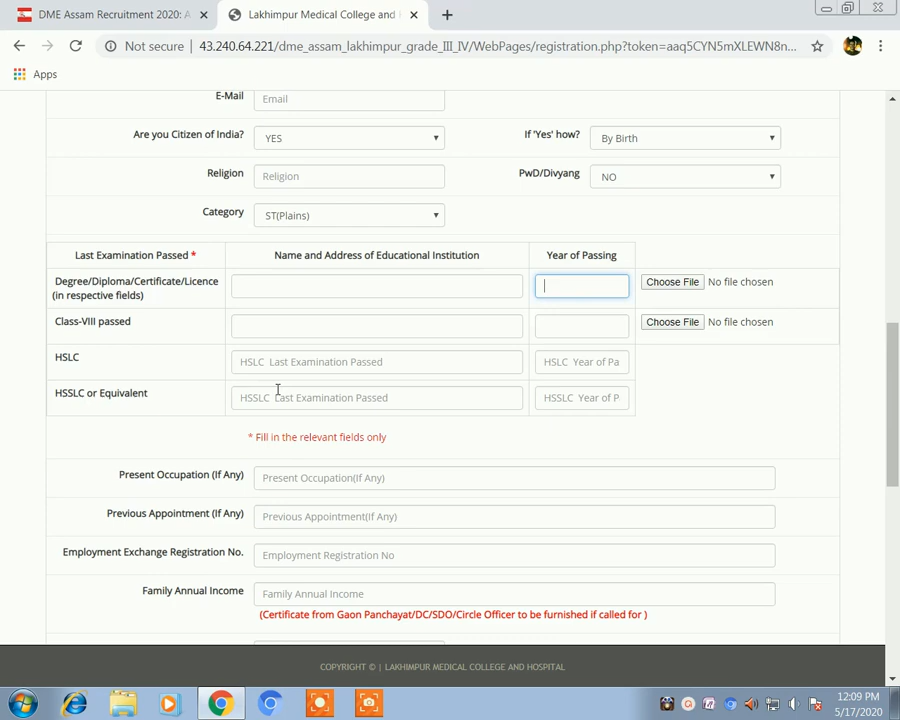 DME Assam Recruitment 2020: A
Lakhimpur Medical College and
Not secure
43.240.64.221/dme_assam_lakhimpur_grade_III_IV/WebPages/registration.php?token=aaq5CYN5mXLEWN8n...
Apps
E-Mail
Email
Are you Citizen of India?
YES
If 'Yes' how?
By Birth
Religion
Religion
PwD/Divyang
NO
Category
ST(Plains)
Last Examination Passed *
Name and Address of Educational Institution
Year of Passing
Degree/Diploma/Certificate/Licence
(in respective fields)
Choose File No file chosen
Class-VIII passed
Choose File No file chosen
HSLC
HSLC Last Examination Passed
HSLC Year of Pa
HSSLC or Equivalent
HSSLC Last Examination Passed
HSSLC Year of P
* Fill in the relevant fields only
Present Occupation (If Any)
Present Occupation(If Any)
Previous Appointment (If Any)
Previous Appointment(If Any)
Employment Exchange Registration No.
Employment Registration No
Family Annual Income
Family Annual Income
(Certificate from Gaon Panchayat/DC/SDO/Circle Officer to be furnished if called for )
COPYRIGHT © | LAKHIMPUR MEDICAL COLLEGE AND HOSPITAL
12:09 PM
5/17/2020